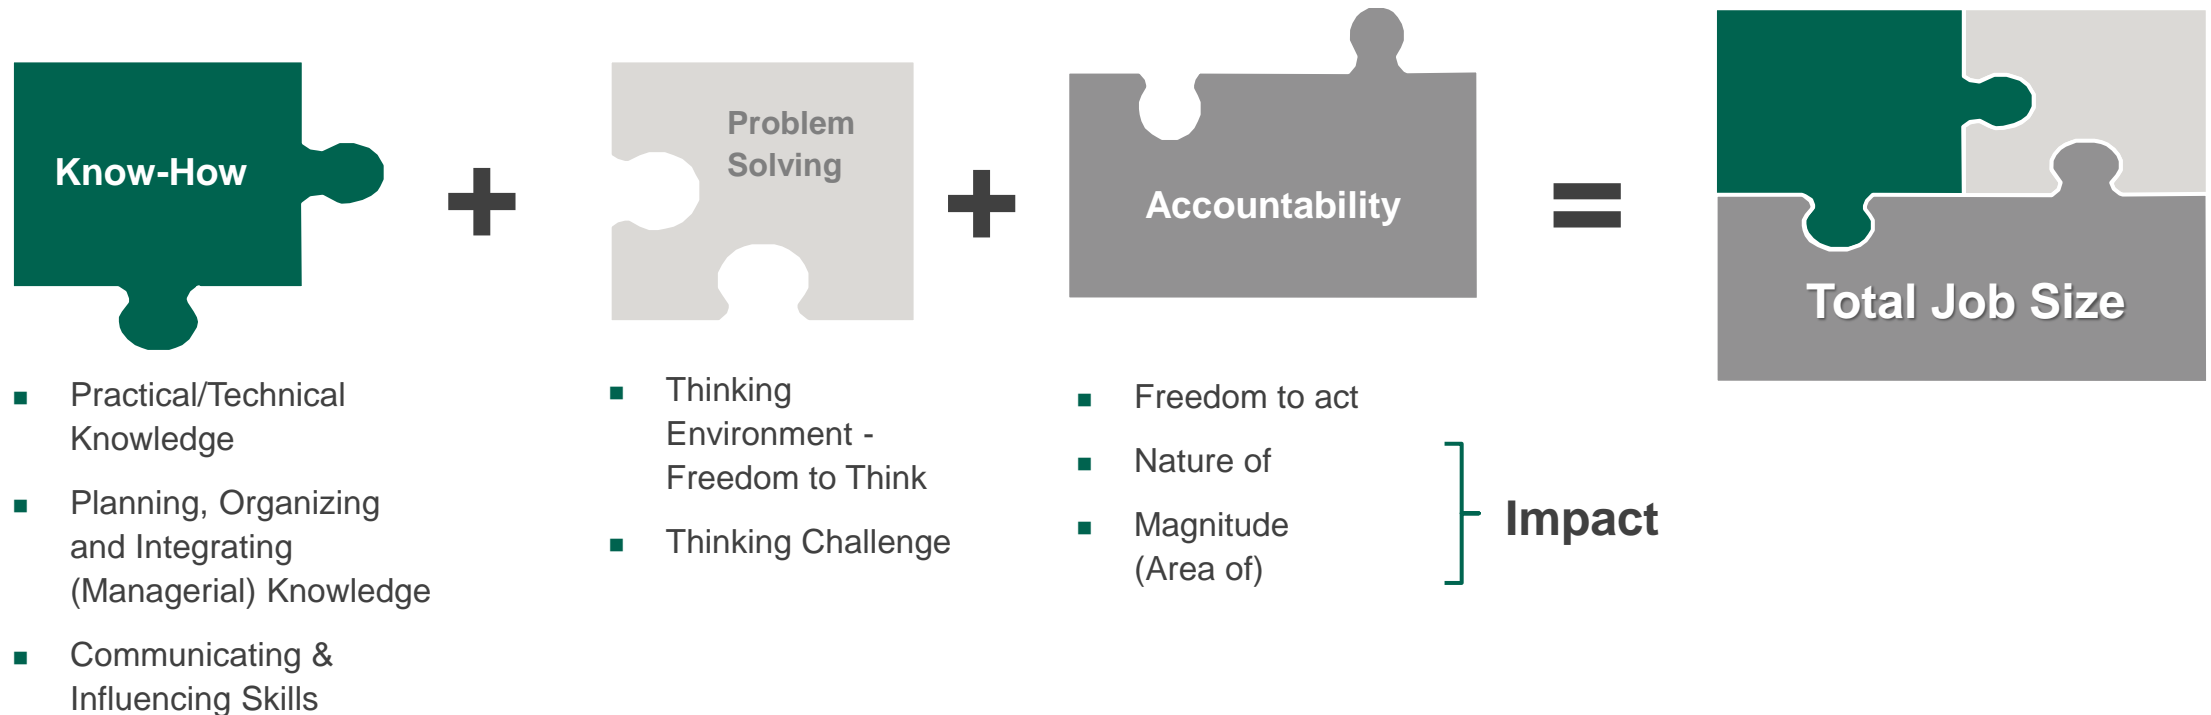 Know-How
Problem
Solving
Accountability
Total Job Size
Practical/Technical
Knowledge
Planning, Organizing
and Integrating
(Managerial) Knowledge
Communicating &
Influencing Skills
Thinking
Environment -
Freedom to Think
Thinking Challenge
Freedom to act
Nature of
Magnitude
(Area of)
Impact